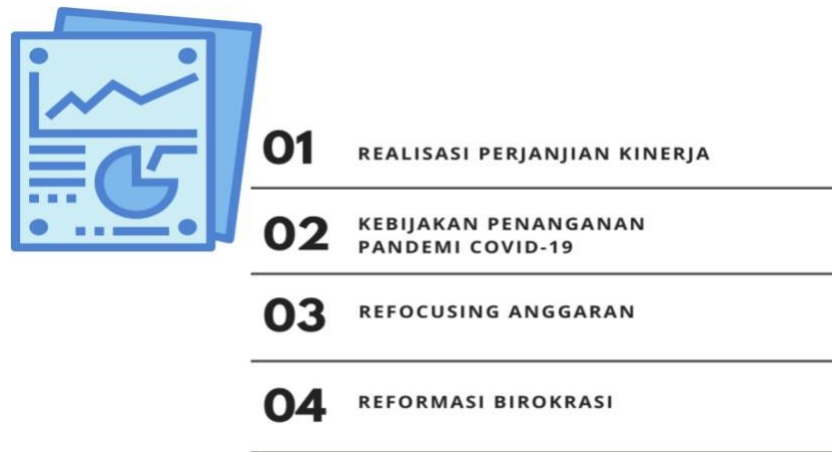 01 REALISASI PERJANJIAN KINERJA
02 KEBIJAKAN PENANGANAN
PANDEMI COVID-19
03 REFOCUSING ANGGARAN
04 REFORMASI BIROKRASI